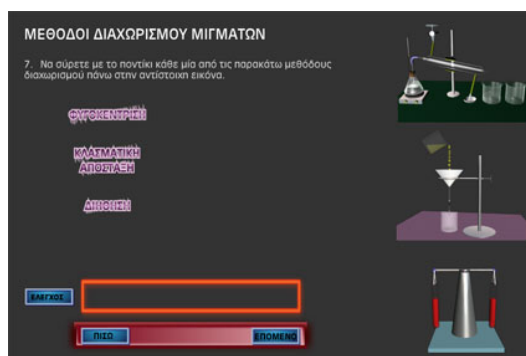 ΜΕΘΟΔΟΙ ΔΙΑΧΩΡΙΣΜΟΥ ΜΙΓΜΑΤΩΝ
7. Να σύρετε με το ποντίκι κάθε μία από τις παρακάτω μεθόδους
διαχωρισμού πάνω στην αντίστοιχη εικόνα.
ΦΥΓΟΚΕΝΤΡΙΣΗ
ΚΛΑΣΜΑΤΙΚΗ
ΑΠΟΣΤΑΞΗ
ΔΙΗΘΗΣΗ
ΕΛΕΓΧΟΣ
ΠΙΣΩ
ΕΠΟΜΕΝΟ